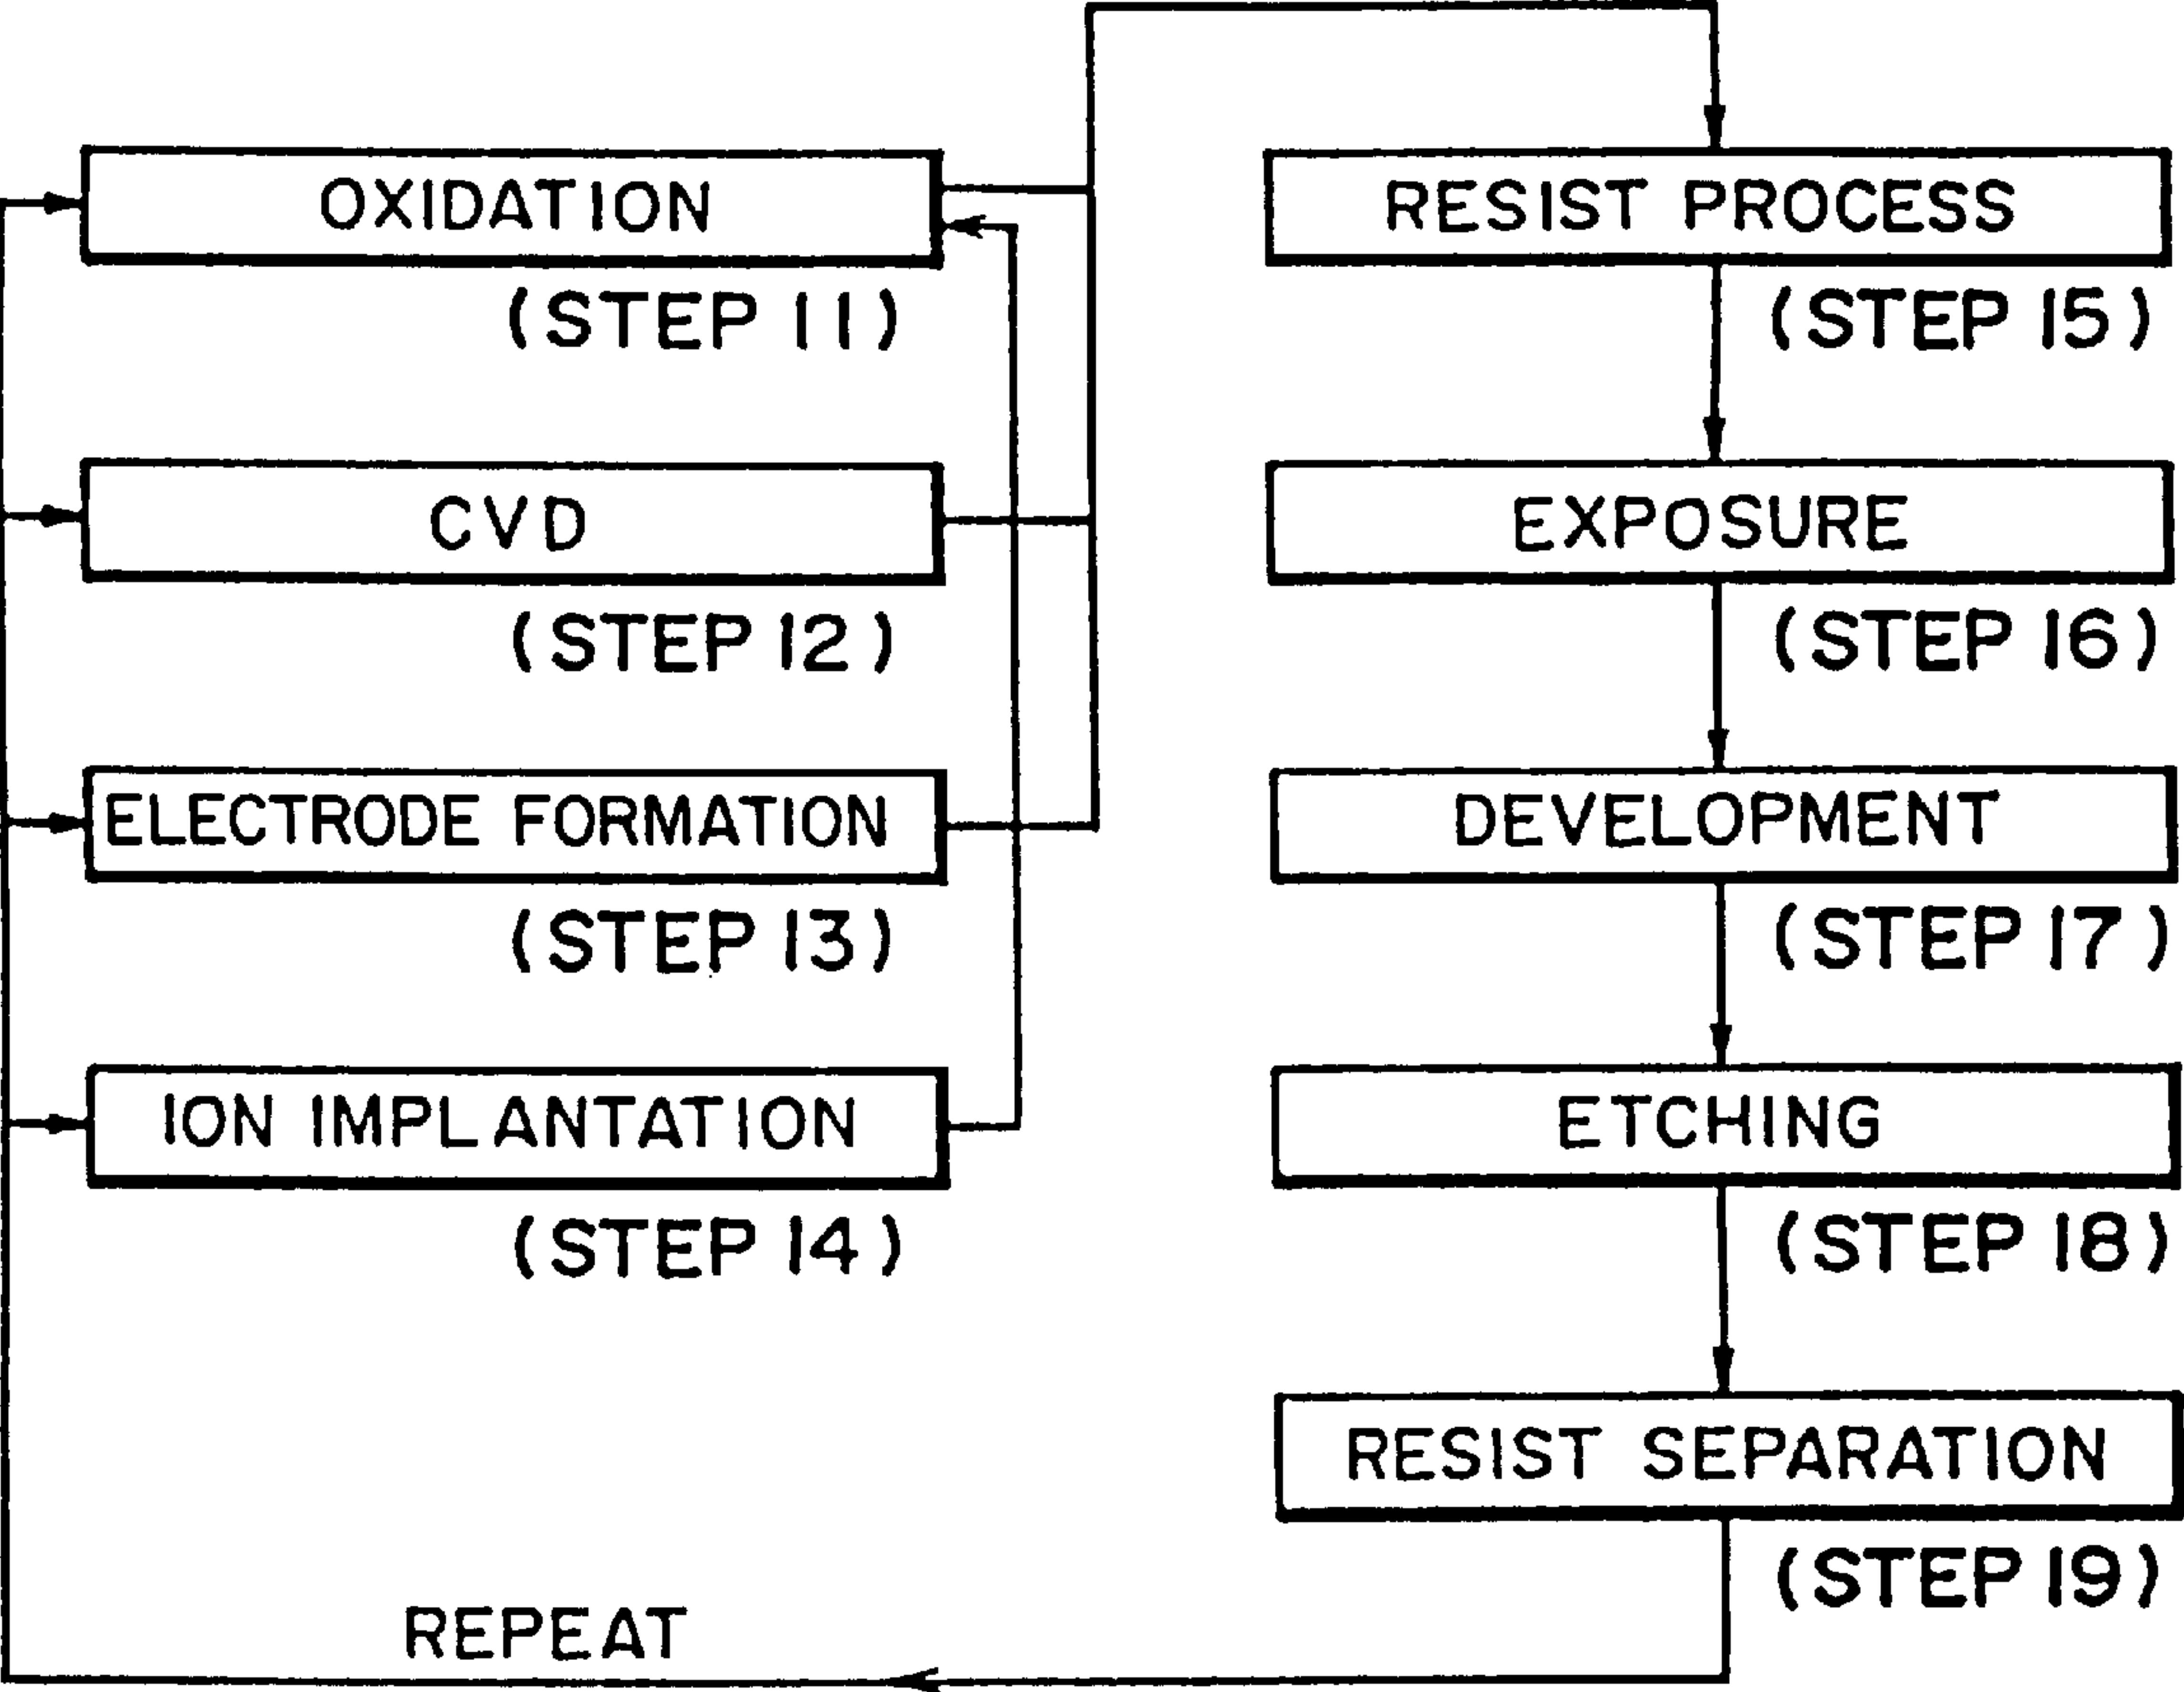 OXIDATION
(STEP 11)
CVD
(STEP 12)
ELECTRODE FORMATION
(STEP 13)
ION IMPLANTATION
(STEP 14)
RESIST PROCESS
(STEP 15)
EXPOSURE
(STEP 16)
DEVELOPMENT
(STEP 17)
ETCHING
(STEP 18)
RESIST SEPARATION
(STEP 19)
REPEAT